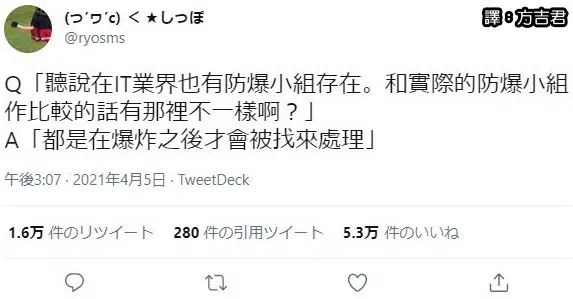 (っ´ヮ`c) < ★しっぽ
@ryosms
譯8方吉君
Q「聽說在IT業界也有防爆小組存在。和實際的防爆小組
作比較的話有那裡不一樣啊？」
A「都是在爆炸之後才會被找來處理」
午後3:07 · 2021年4月5日 · TweetDeck
1.6万 件のリツイート 280 件の引用ツイート 5.3万 件のいいね